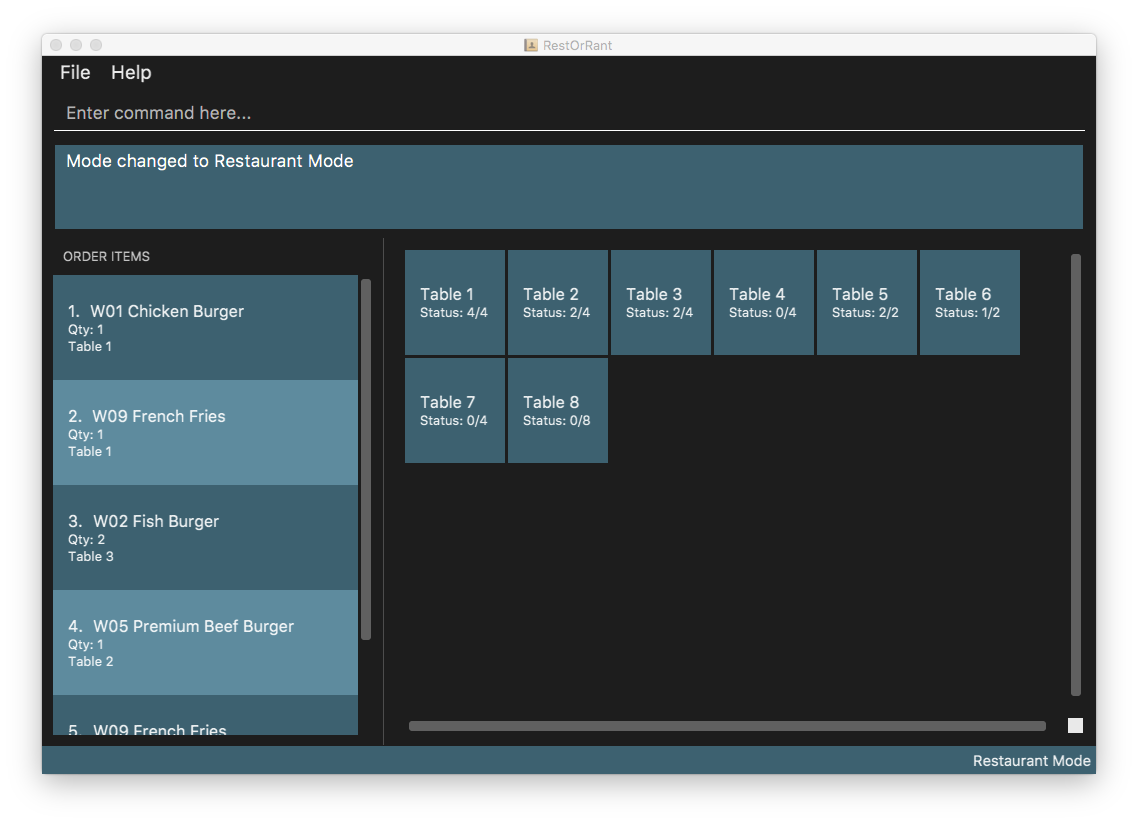 RestOrRant
File Help
Enter command here...
Mode changed to Restaurant Mode
ORDER ITEMS
1. W01 Chicken Burger
Qty: 1
Table 1
2. W09 French Fries
Qty: 1
Table 1
3. W02 Fish Burger
Qty: 2
Table 3
4. W05 Premium Beef Burger
Qty: 1
Table 2
5. W09 French Fries
Table 1 Table 2 Table 3 Table 4 Table 5 Table 6
Status: 4/4 Status: 2/4 Status: 2/4 Status: 0/4 Status: 2/2 Status: 1/2
Table 7 Table 8
Status: 0/4 Status: 0/8
Restaurant Mode